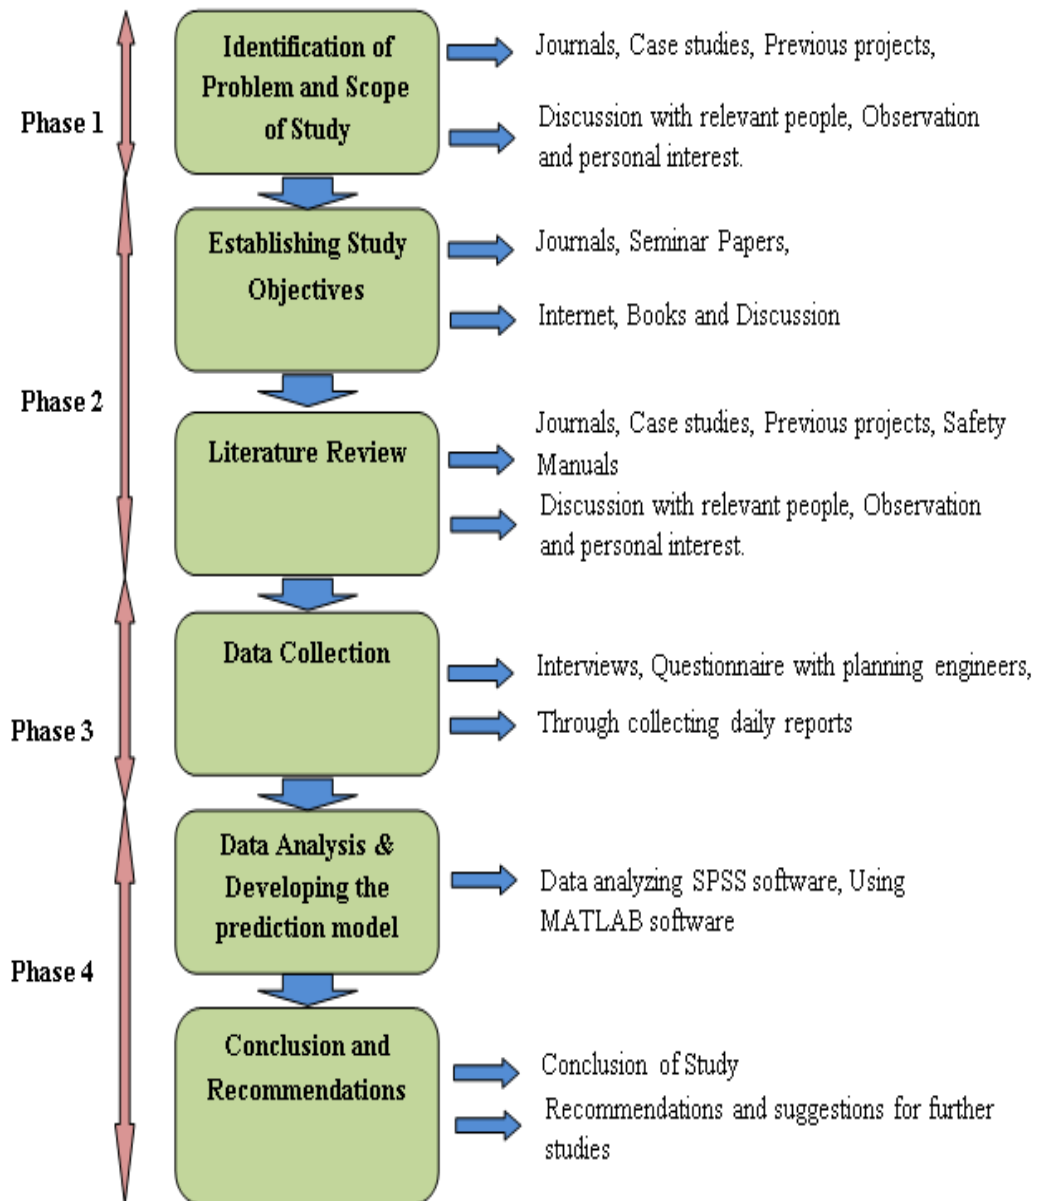 Phase 1
Identification of
Problem and Scope
of Study
Journals, Case studies, Previous projects,
Discussion with relevant people, Observation
and personal interest.
Phase 2
Establishing Study
Objectives
Journals, Seminar Papers,
Internet, Books and Discussion
Literature Review
Journals, Case studies, Previous projects, Safety
Manuals
Discussion with relevant people, Observation
and personal interest.
Phase 3
Data Collection
Interviews, Questionnaire with planning engineers,
Through collecting daily reports
Phase 4
Data Analysis &
Developing the
prediction model
Data analyzing SPSS software, Using
MATLAB software
Conclusion and
Recommendations
Conclusion of Study
Recommendations and suggestions for further
studies